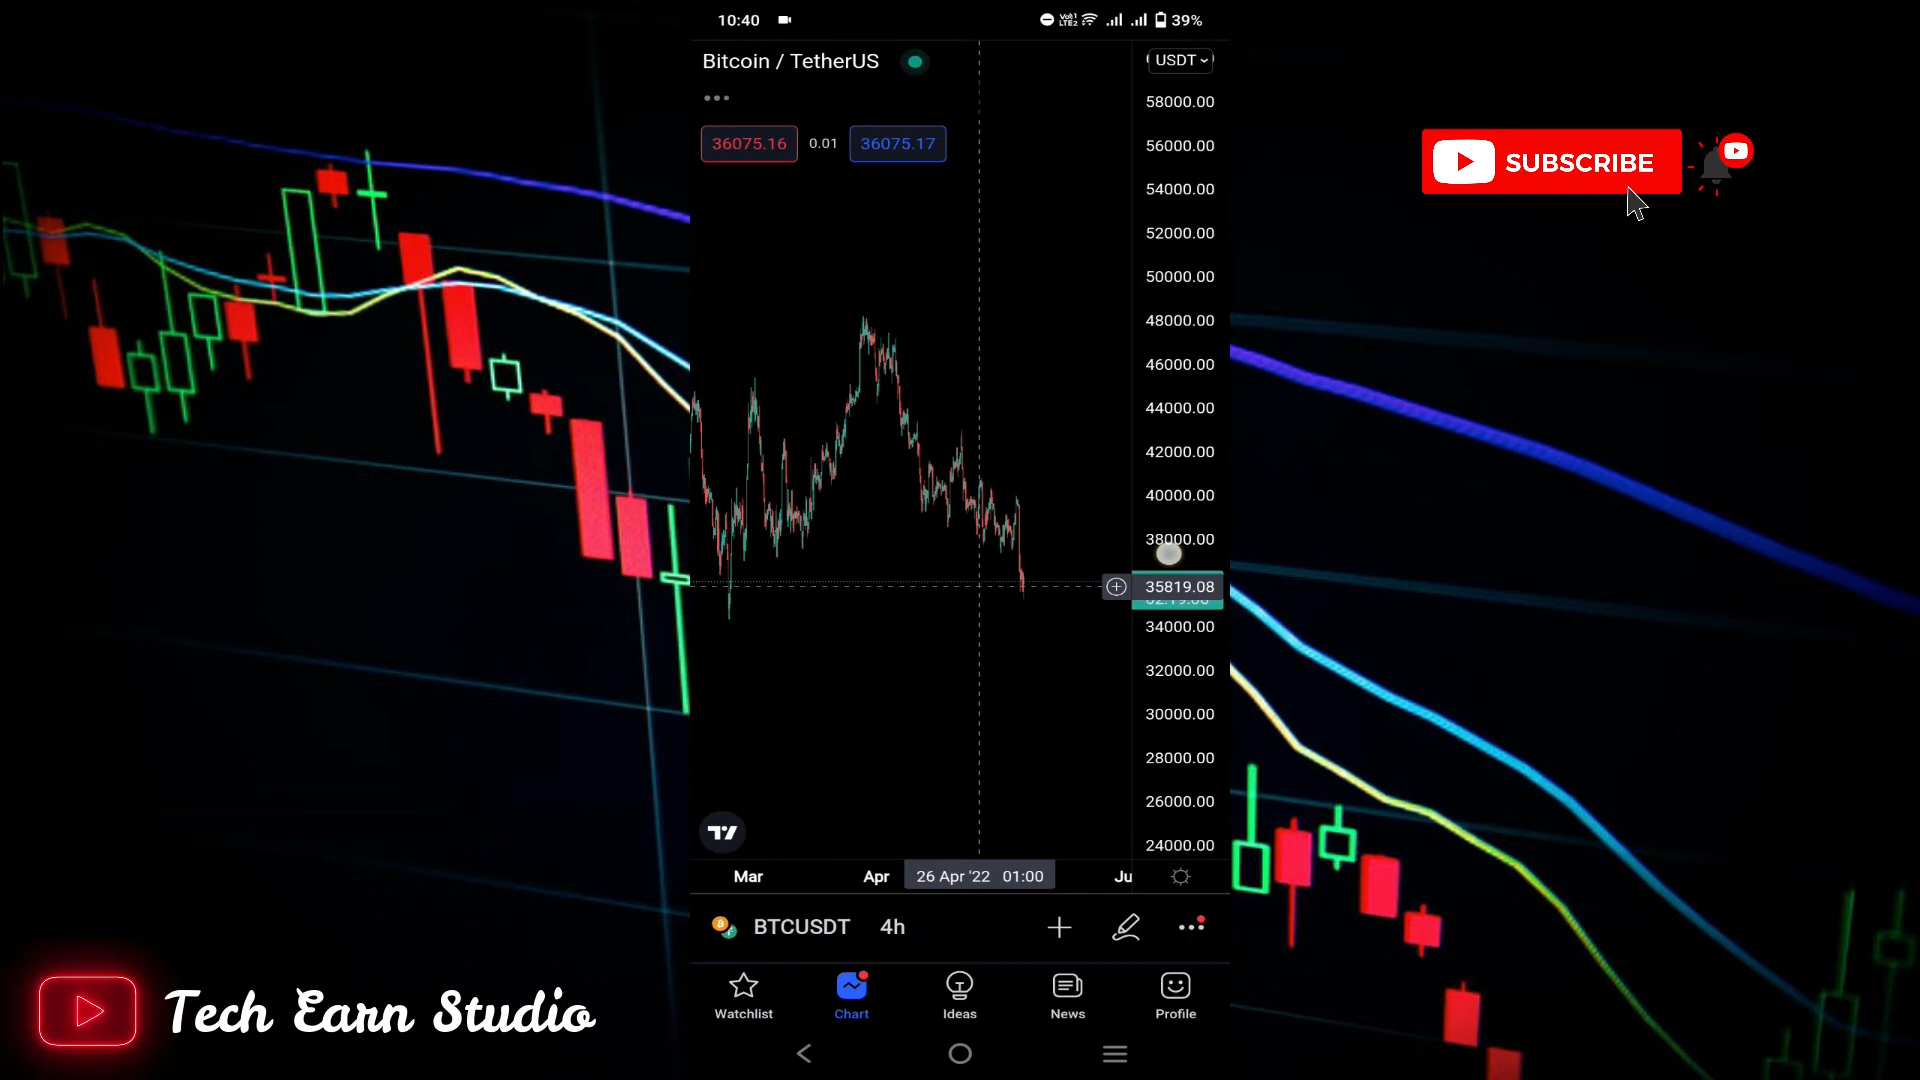 10:40
Vo)) 1
LTE2
39%
Bitcoin / TetherUS
USDT
58000.00
36075.16 0.01 36075.17
56000.00
54000.00
52000.00
50000.00
48000.00
46000.00
44000.00
42000.00
40000.00
38000.00
35819.08
34000.00
32000.00
30000.00
28000.00
26000.00
24000.00
Mar Apr 26 Apr '22 01:00 Ju
BTCUSDT 4h
Watchlist Chart Ideas News Profile
SUBSCRIBE
Tech Earn Studio